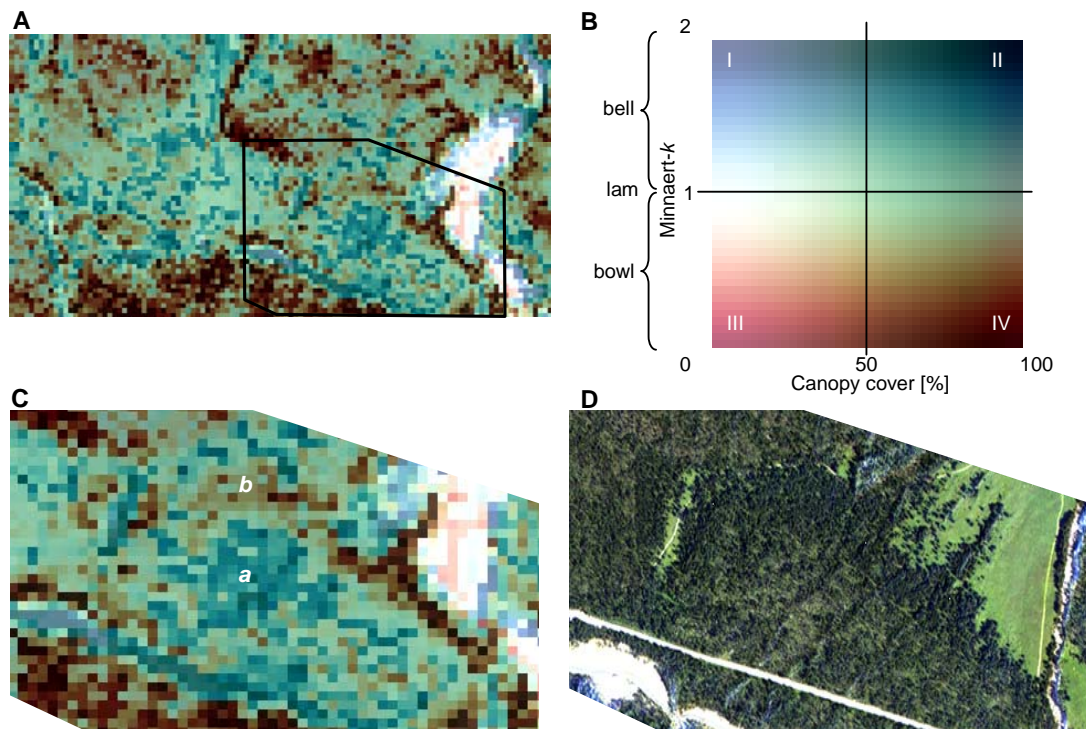 A
B
2
I
II
bell
Minnaert-k
lam
1
bowl
III
IV
0
50
100
Canopy cover [%]
C
D
b
a